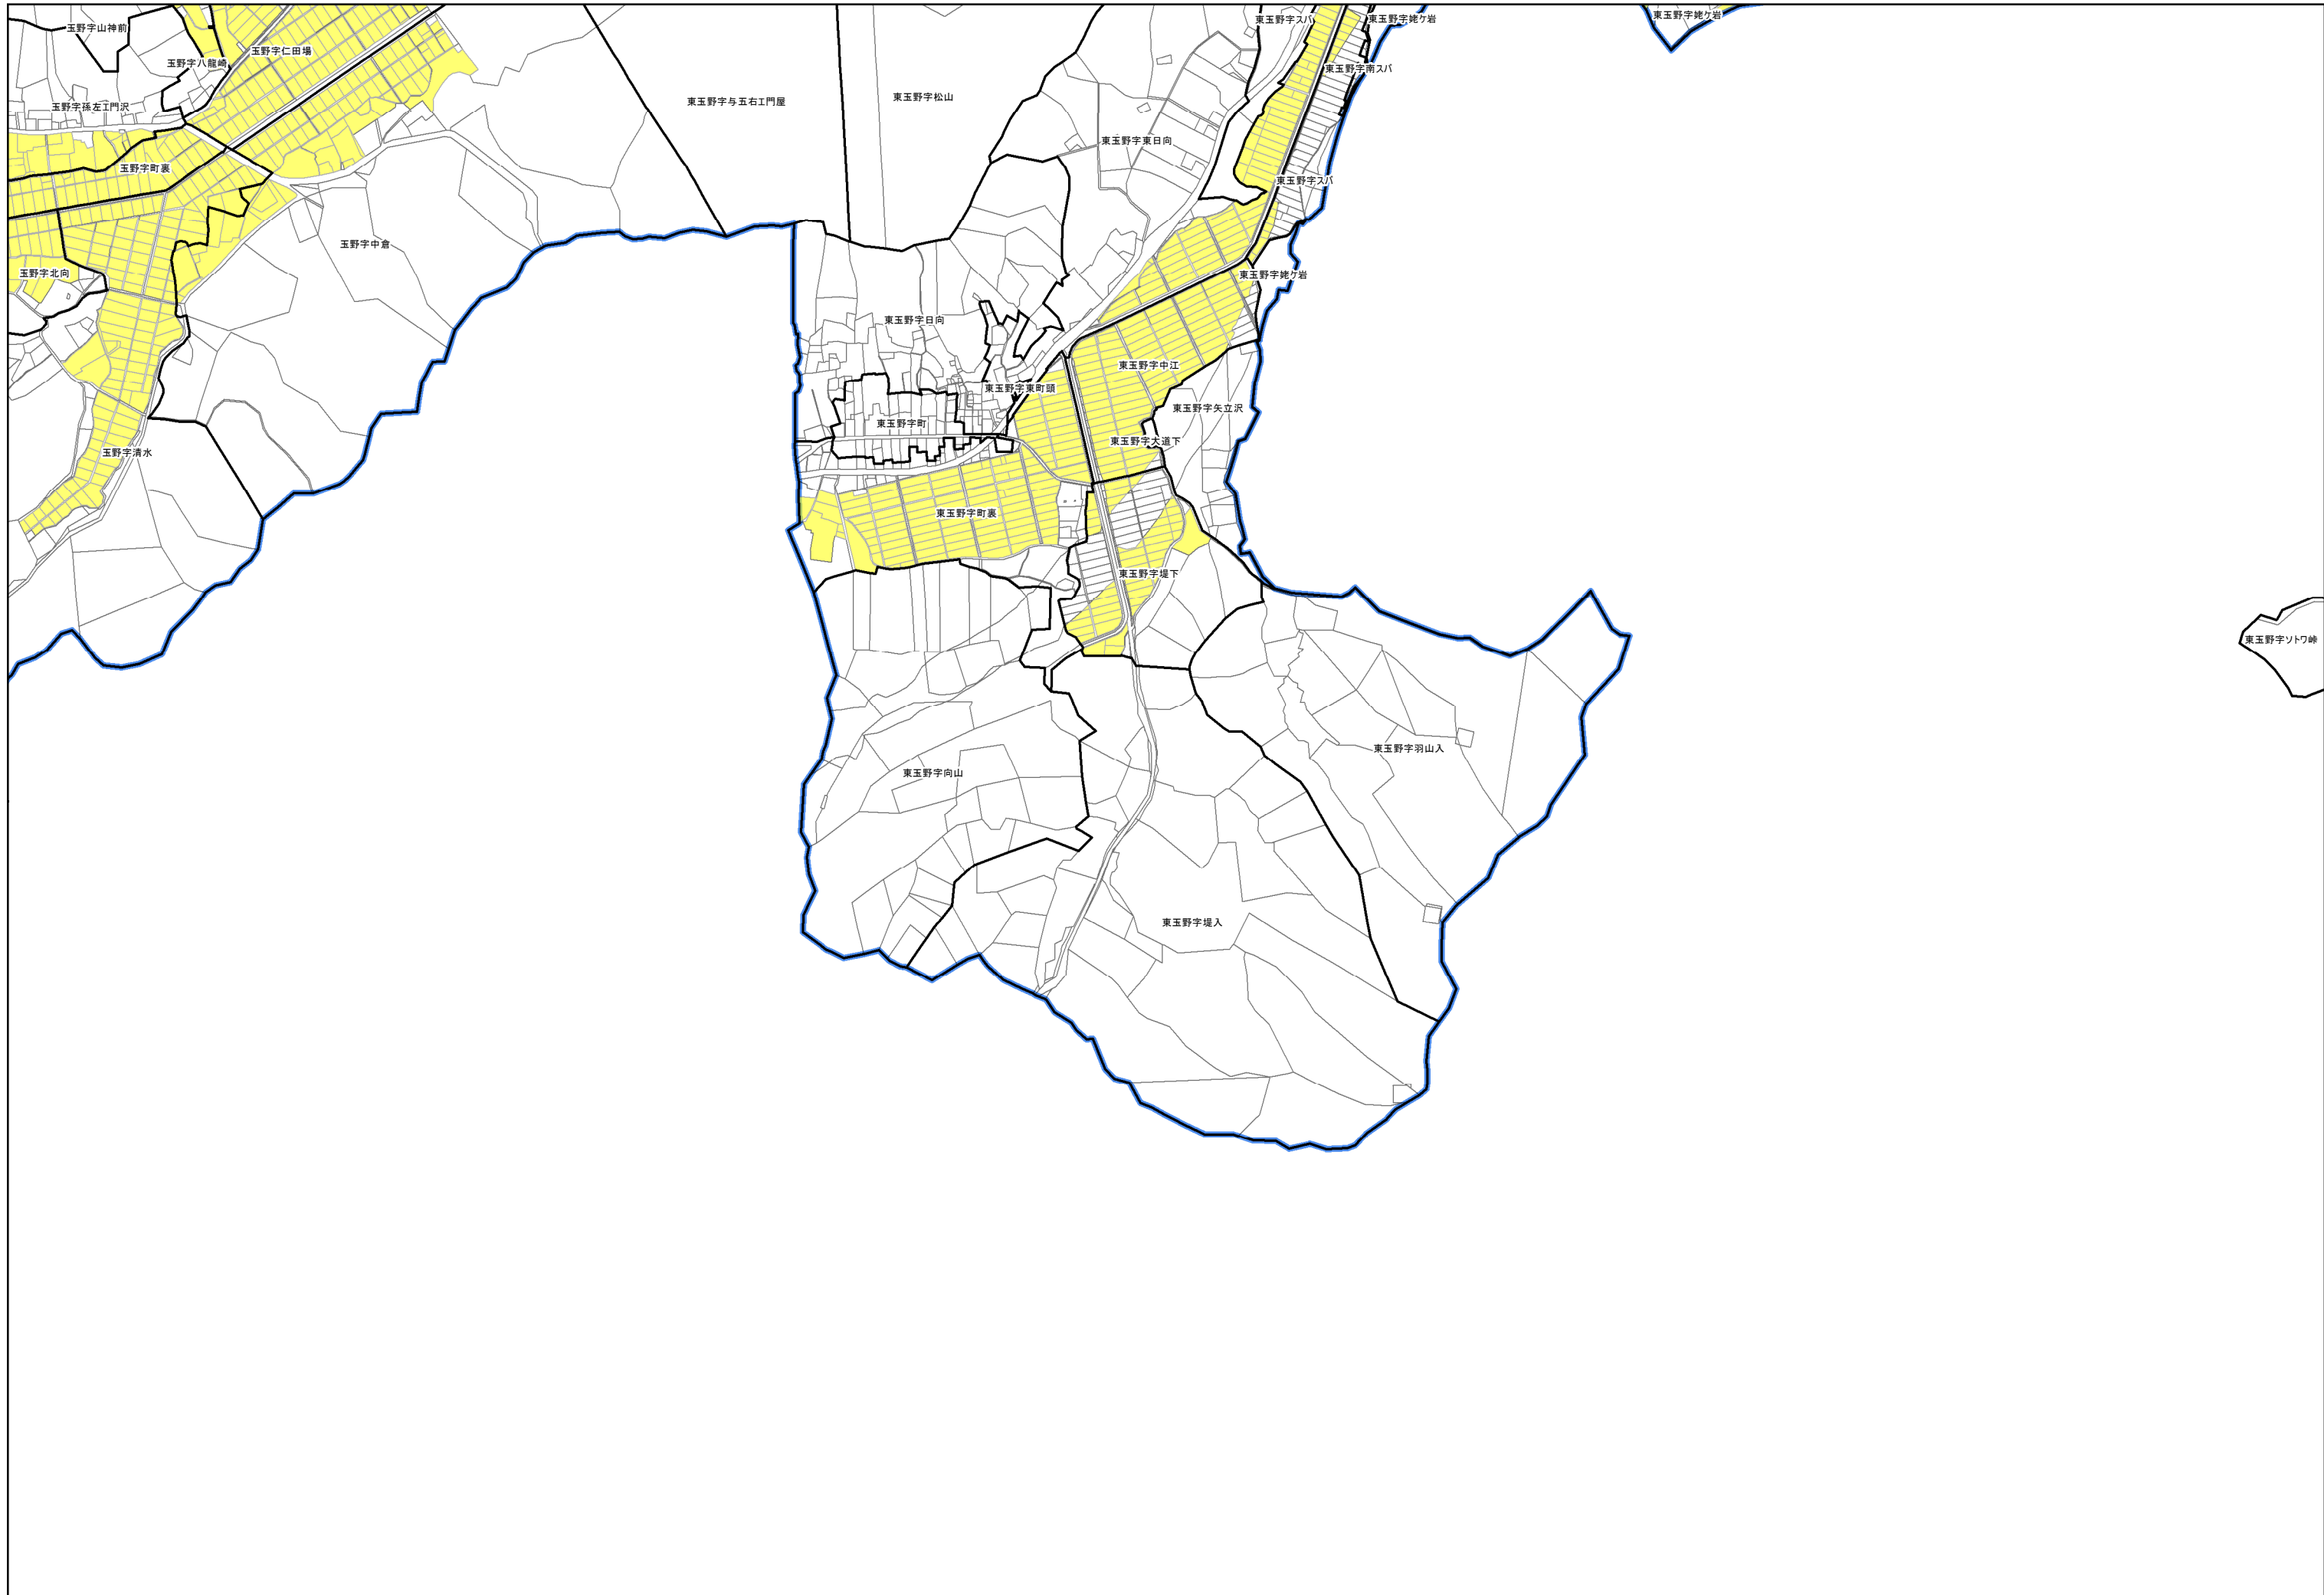 玉野字山神前
東玉野字スパ
東玉野字姥ケ岩
東玉野字姥ケ岩
玉野字仁田場
玉野字八龍崎
東玉野字南スパ
玉野字孫左エ門沢
東玉野字与五右エ門屋
東玉野字松山
東玉野字東日向
玉野字町裏
東玉野字スパ
玉野字中倉
玉野字北向
東玉野字姥ケ岩
東玉野字日向
東玉野字中江
東玉野字東町頭
東玉野字矢立沢
東玉野字町
東玉野字大道下
玉野字清水
東玉野字町裏
東玉野字堤下
東玉野字ソトワ峠
東玉野字羽山入
東玉野字向山
東玉野字堤入